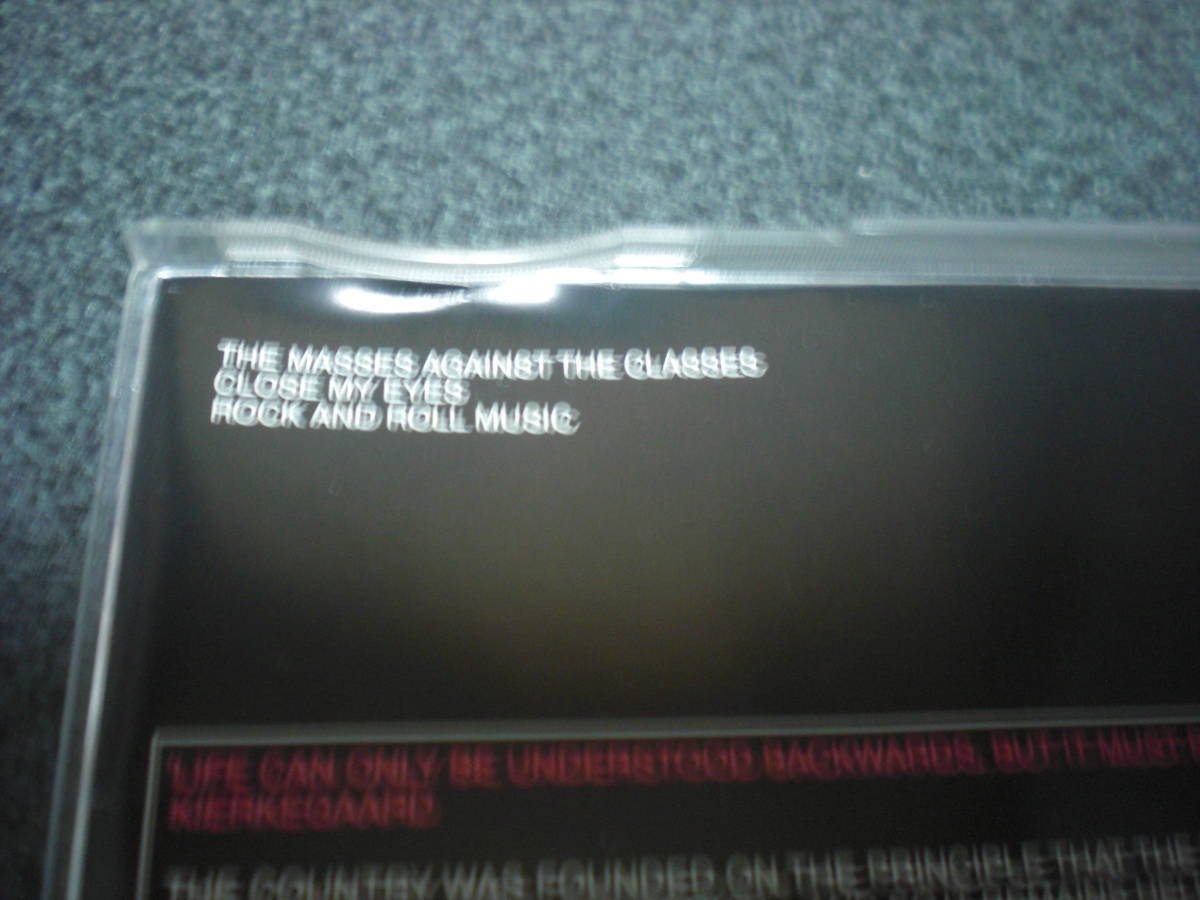 THE MASSES AGAINST THE CLASSES
CLOSE MY EYES
ROCK AND ROLL MUSIC
'LIFE CAN ONLY BE UNDERSTOOD BACKWARDS, BUT IT MUST
KIERKEGAARD
THE COUNTRY WAS FOUNDED ON THE PRINCIPLE THAT THE